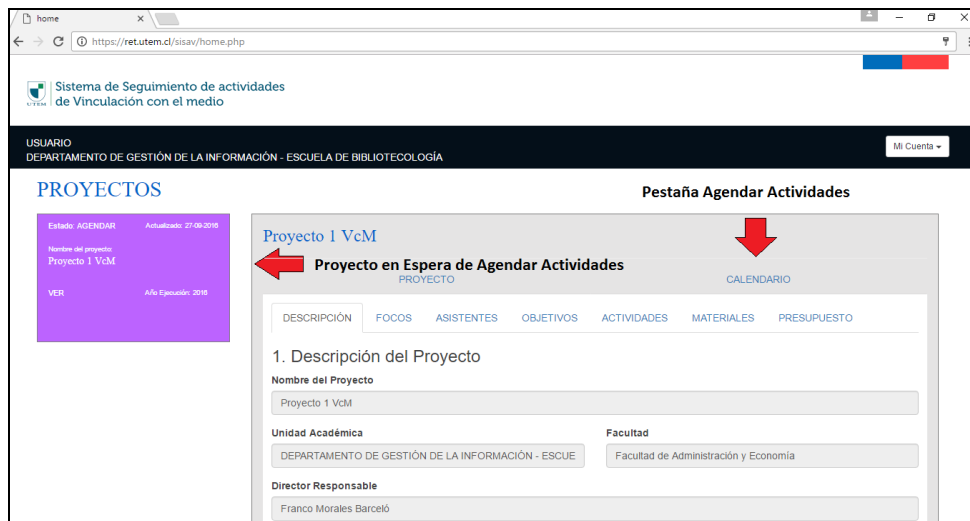 home
https://ret.utem.cl/sisav/home.php
UTEM
Sistema de Seguimiento de actividades
de Vinculación con el medio
USUARIO
DEPARTAMENTO DE GESTIÓN DE LA INFORMACIÓN - ESCUELA DE BIBLIOTECOLOGÍA
Mi Cuenta
PROYECTOS
Pestaña Agendar Actividades
Estado: AGENDAR
Actualizado: 27-09-2016
Nombre del proyecto:
Proyecto 1 VcM
VER
Año Ejecución: 2016
Proyecto 1 VcM
Proyecto en Espera de Agendar Actividades
PROYECTO
CALENDARIO
DESCRIPCIÓN
FOCOS
ASISTENTES
OBJETIVOS
ACTIVIDADES
MATERIALES
PRESUPUESTO
1. Descripción del Proyecto
Nombre del Proyecto
Proyecto 1 VcM
Unidad Académica
Facultad
DEPARTAMENTO DE GESTIÓN DE LA INFORMACIÓN - ESCUE
Facultad de Administración y Economía
Director Responsable
Franco Morales Barceló